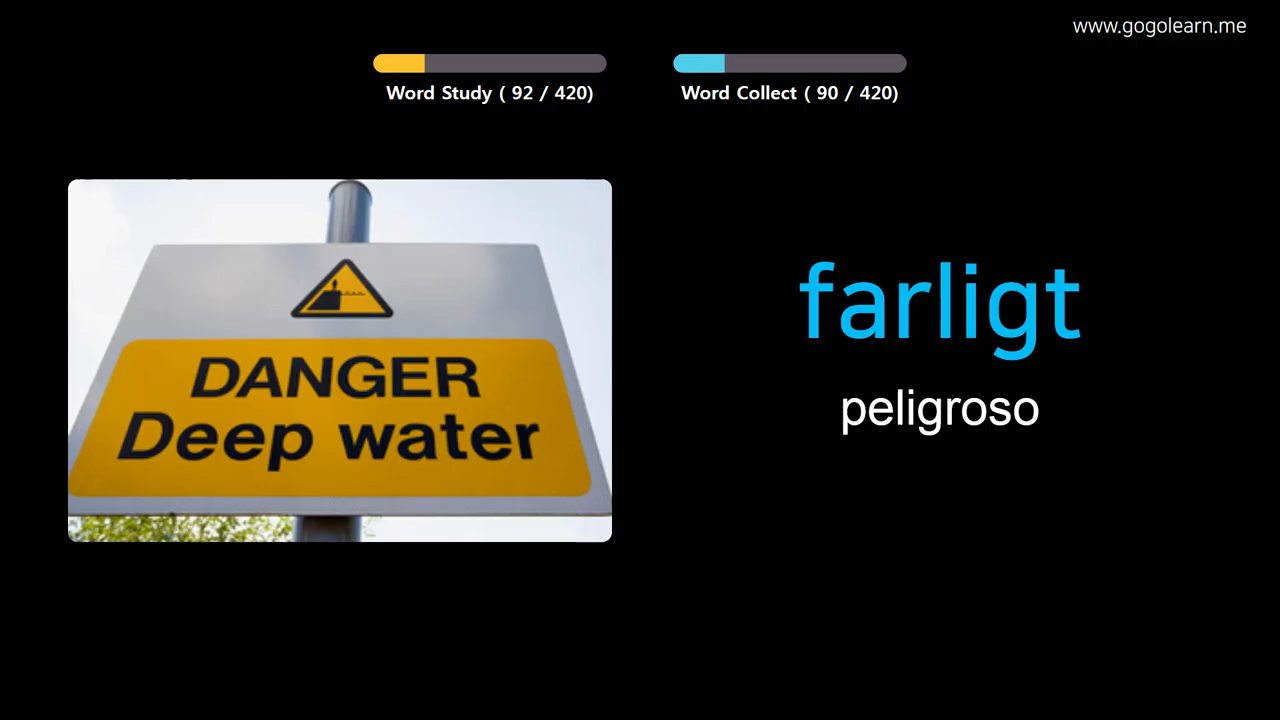 www.gogolearn.me
Word Study ( 92 / 420)
Word Collect ( 90 / 420)
DANGER
Deep water
farligt
peligroso